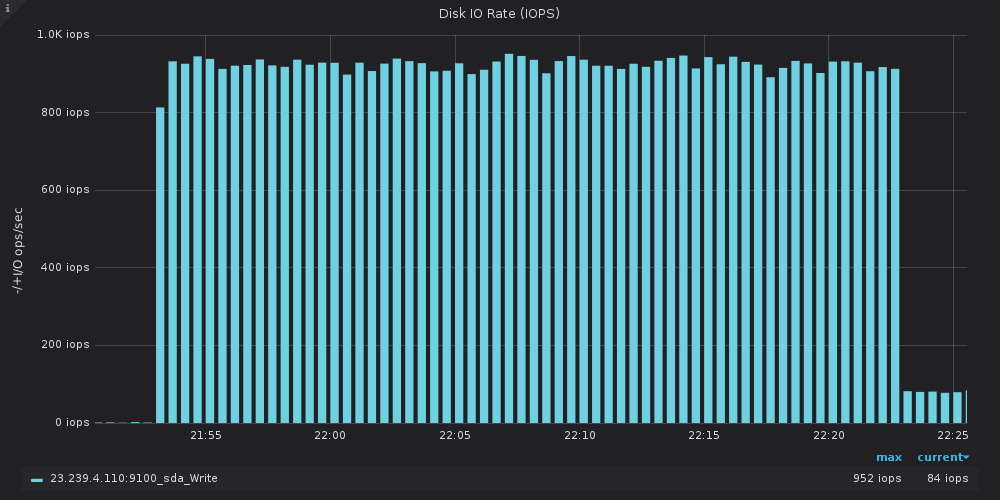 i
Disk IO Rate (IOPS)
-/+I/O ops/sec
1.0K iops
800 iops
600 iops
400 iops
200 iops
0 iops
21:55 22:00 22:05 22:10 22:15 22:20 22:25
max current
23.239.4.110:9100_sda_Write 952 iops 84 iops